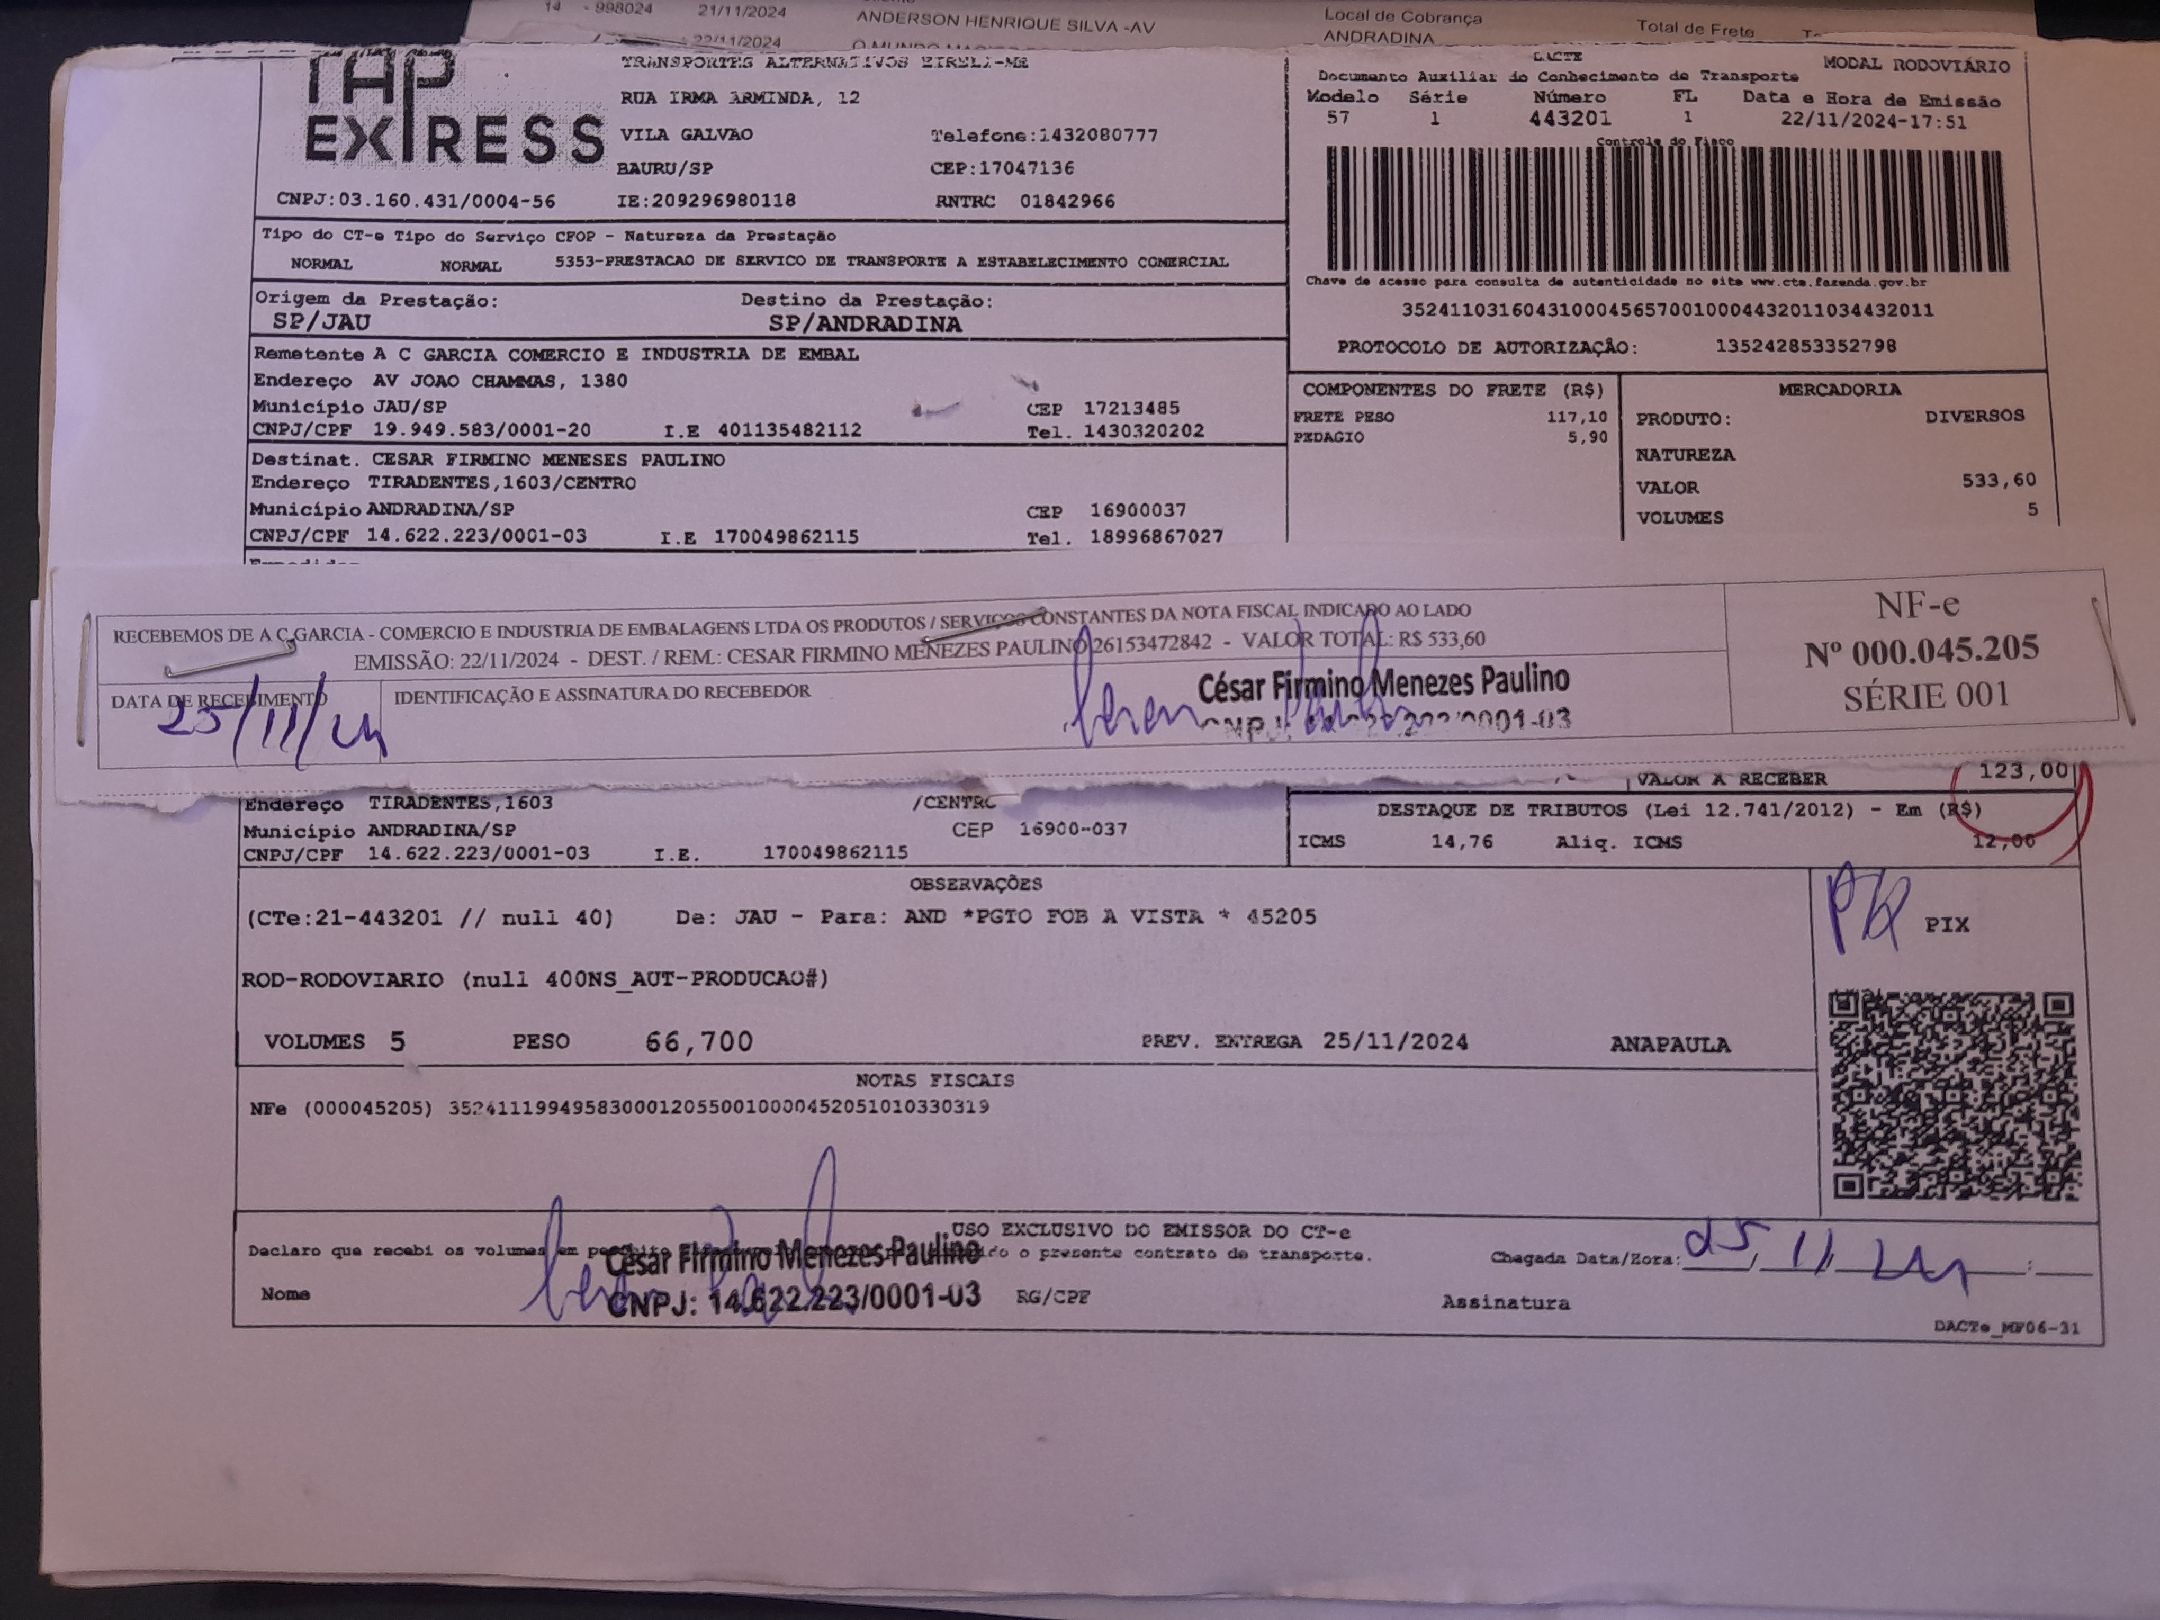 14 - 998024 21/11/2024 ANDERSON HENRIQUE SILVA -AV Local de Cobrança Total de Frete
22/11/2024 ANDRADINA
TAP EXPRESS
TRANSPORTES ALTERNATIVOS EIRELI-ME
RUA IRMA ARMINDA, 12
VILA GALVAO Telefone:1432080777
BAURU/SP CEP:17047136
CNPJ:03.160.431/0004-56 IE:209296980118 RNTRC 01842966
DACTE MODAL RODOVIÁRIO
Documento Auxiliar do Conhecimento de Transporte
Modelo Série Número FL Data e Hora de Emissão
57 1 443201 1 22/11/2024-17:51
Controle do Fisco
Chave de acesso para consulta de autenticidade no site www.cte.fazenda.gov.br
35241103160431000456570010004432011034432011
PROTOCOLO DE AUTORIZAÇÃO: 135242853352798
Tipo do CT-e Tipo do Serviço CFOP - Natureza da Prestação
NORMAL NORMAL 5353-PRESTACAO DE SERVICO DE TRANSPORTE A ESTABELECIMENTO COMERCIAL
Origem da Prestação: Destino da Prestação:
SP/JAU SP/ANDRADINA
Remetente A C GARCIA COMERCIO E INDUSTRIA DE EMBAL
Endereço AV JOAO CHAMMAS, 1380
Município JAU/SP CEP 17213485
CNPJ/CPF 19.949.583/0001-20 I.E 401135482112 Tel. 1430320202
Destinat. CESAR FIRMINO MENESES PAULINO
Endereço TIRADENTES,1603/CENTRO
Município ANDRADINA/SP CEP 16900037
CNPJ/CPF 14.622.223/0001-03 I.E 170049862115 Tel. 18996867027
COMPONENTES DO FRETE (R$) MERCADORIA
FRETE PESO 117,10 PRODUTO: DIVERSOS
PEDAGIO 5,90 NATUREZA
VALOR 533,60
VOLUMES 5
RECEBEMOS DE A C GARCIA - COMERCIO E INDUSTRIA DE EMBALAGENS LTDA OS PRODUTOS / SERVIÇOS CONSTANTES DA NOTA FISCAL INDICADO AO LADO
EMISSÃO: 22/11/2024 - DEST. / REM.: CESAR FIRMINO MENEZES PAULINO 26153472842 - VALOR TOTAL: R$ 533,60
DATA DE RECEBIMENTO IDENTIFICAÇÃO E ASSINATURA DO RECEBEDOR
25/11/24
César Firmino Menezes Paulino
NF-e
Nº 000.045.205
SÉRIE 001
VALOR A RECEBER 123,00
Endereço TIRADENTES,1603 /CENTRO
Município ANDRADINA/SP CEP 16900-037
CNPJ/CPF 14.622.223/0001-03 I.E. 170049862115
DESTAQUE DE TRIBUTOS (Lei 12.741/2012) - Em (R$)
ICMS 14,76 Aliq. ICMS 12,00
OBSERVAÇÕES
(CTe:21-443201 // null 40) De: JAU - Para: AND *PGTO FOB A VISTA * 45205
ROD-RODOVIARIO (null 400NS_AUT-PRODUCAO#)
PIX
VOLUMES 5 PESO 66,700 PREV. ENTREGA 25/11/2024 ANAPAULA
NOTAS FISCAIS
NFe (000045205) 35241119949583000120550010000452051010330319
USO EXCLUSIVO DO EMISSOR DO CT-e
Declaro que recebi os volumes em o presente contrato de transporte.
César Firmino Menezes Paulino
CNPJ: 14.622.223/0001-03
Nome RG/CPF
Chegada Data/Hora: 25/11/24 :
Assinatura
DACTe_MF06-31